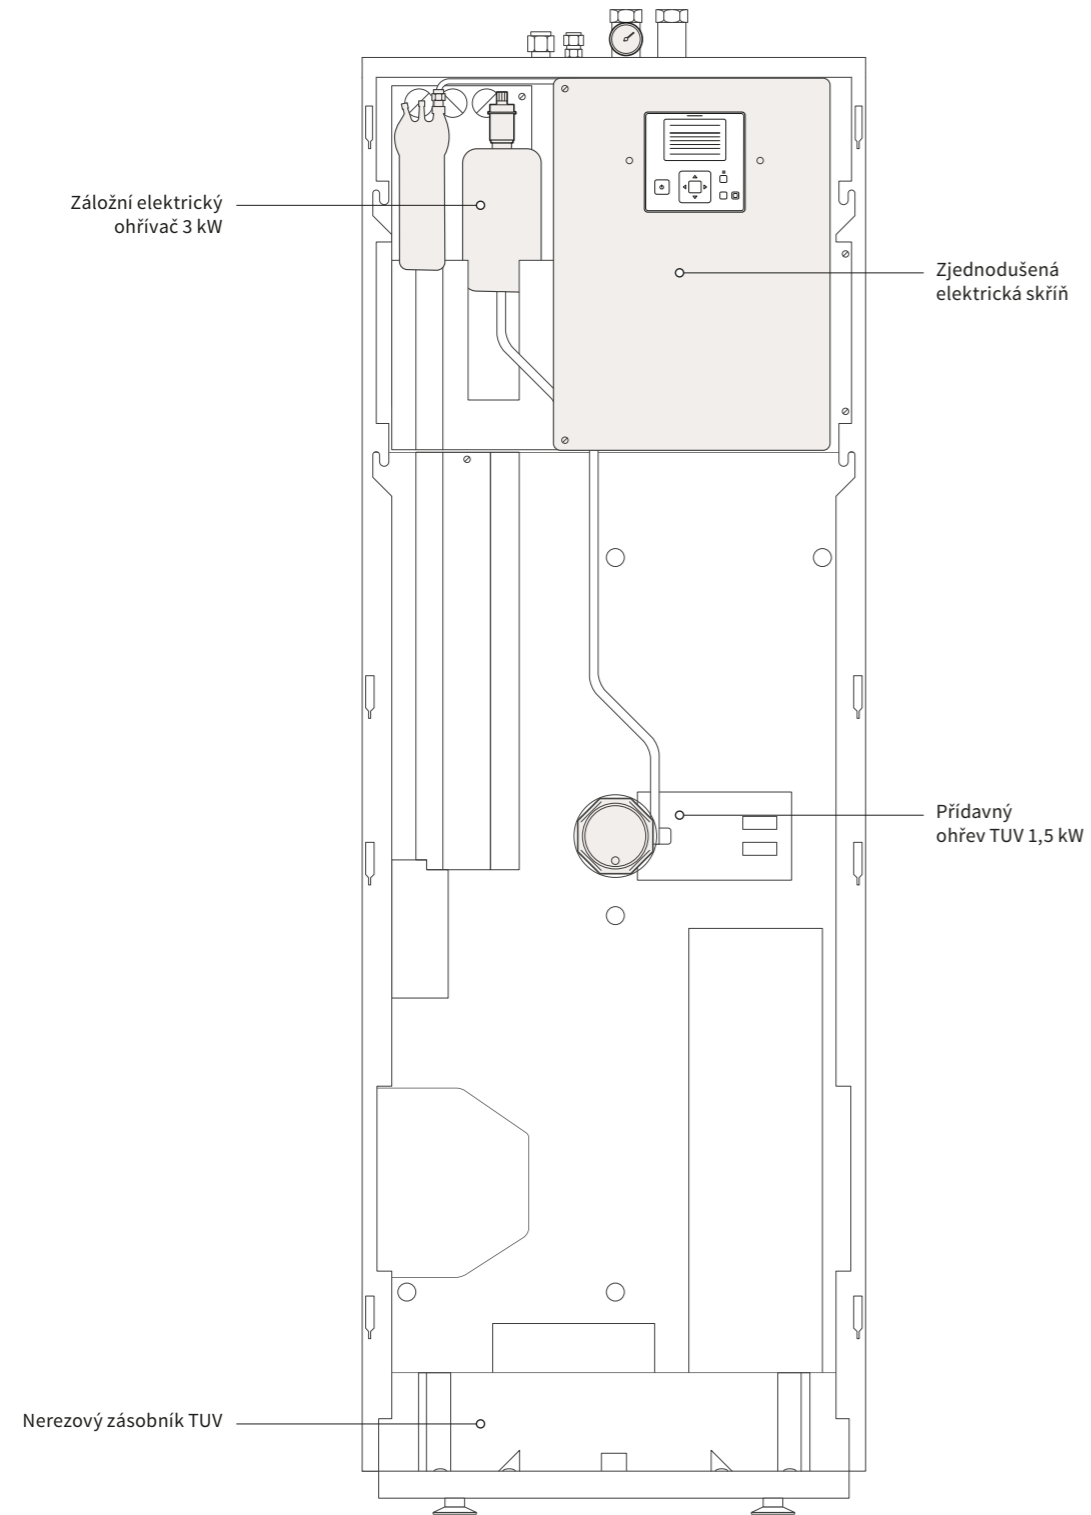 Záložní elektrický
ohřívač 3 kW
Zjednodušená
elektrická skříň
Přídavný
ohřev TUV 1,5 kW
Nerezový zásobník TUV